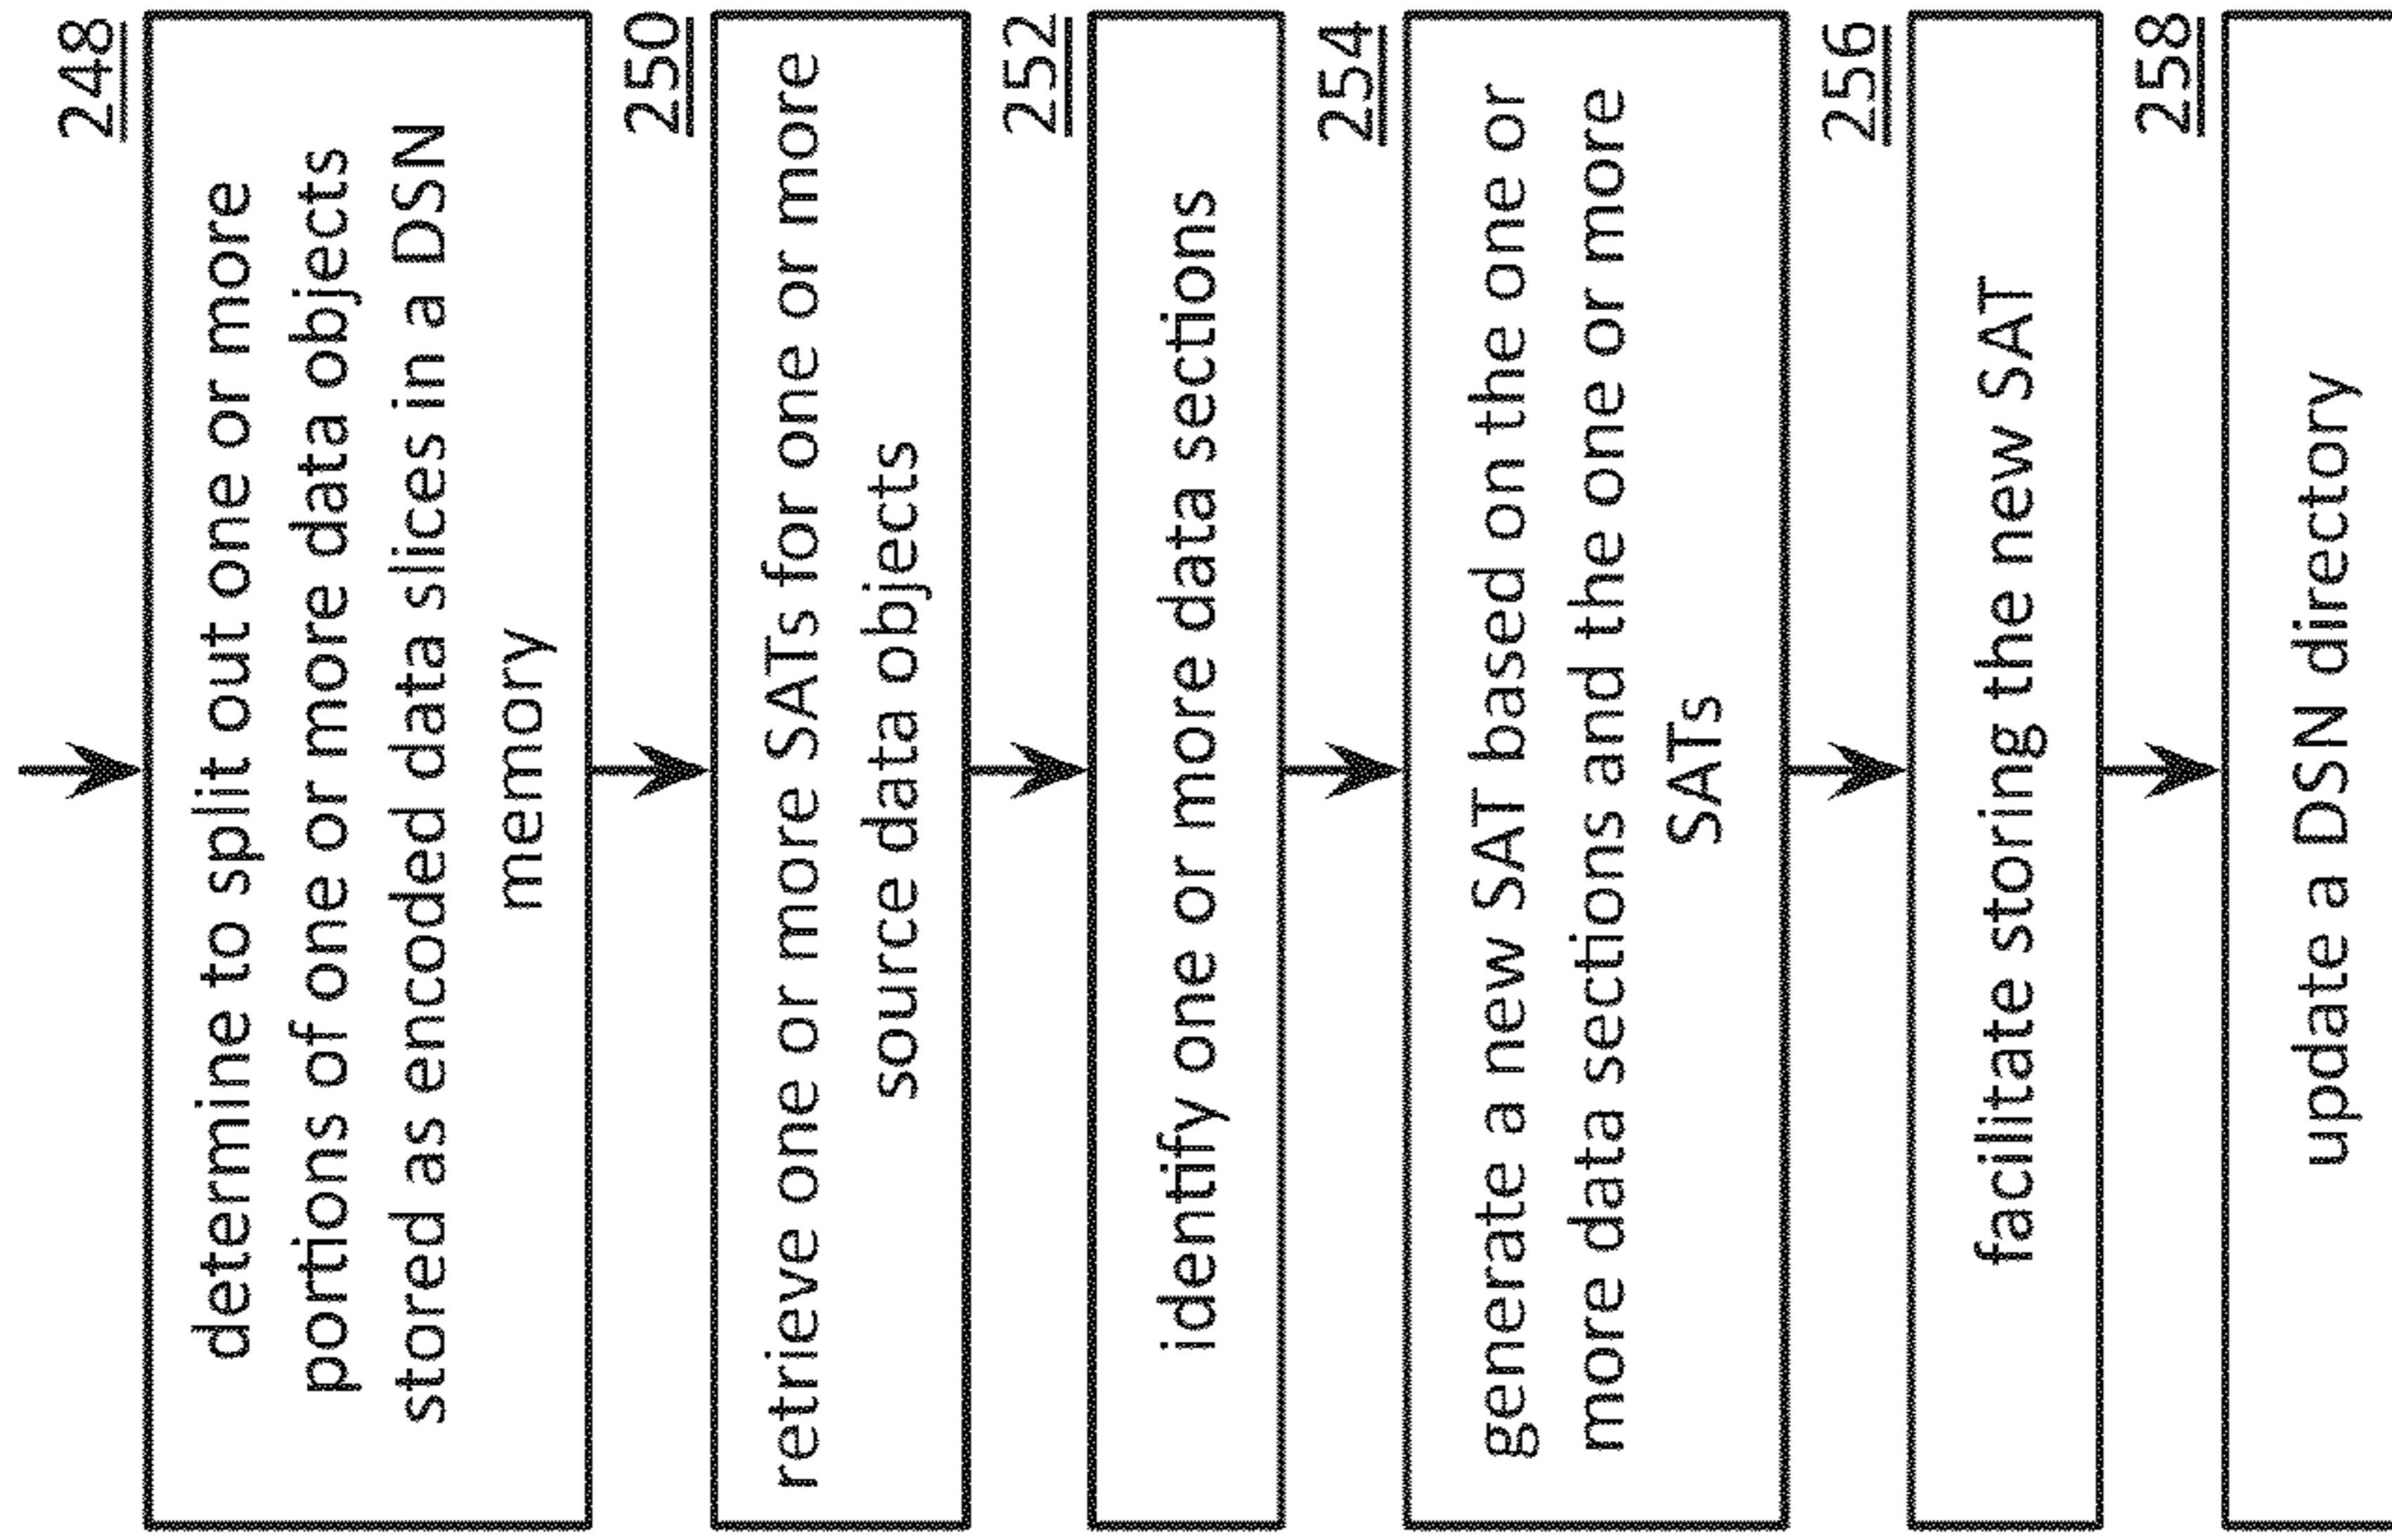 248
determine to split out one or more
portions of one or more data objects
stored as encoded data slices in a DSN
memory
250
retrieve one or more SATs for one or more
source data objects
252
identify one or more data sections
254
generate a new SAT based on the one or
more data sections and the one or more
SATs
256
facilitate storing the new SAT
258
update a DSN directory